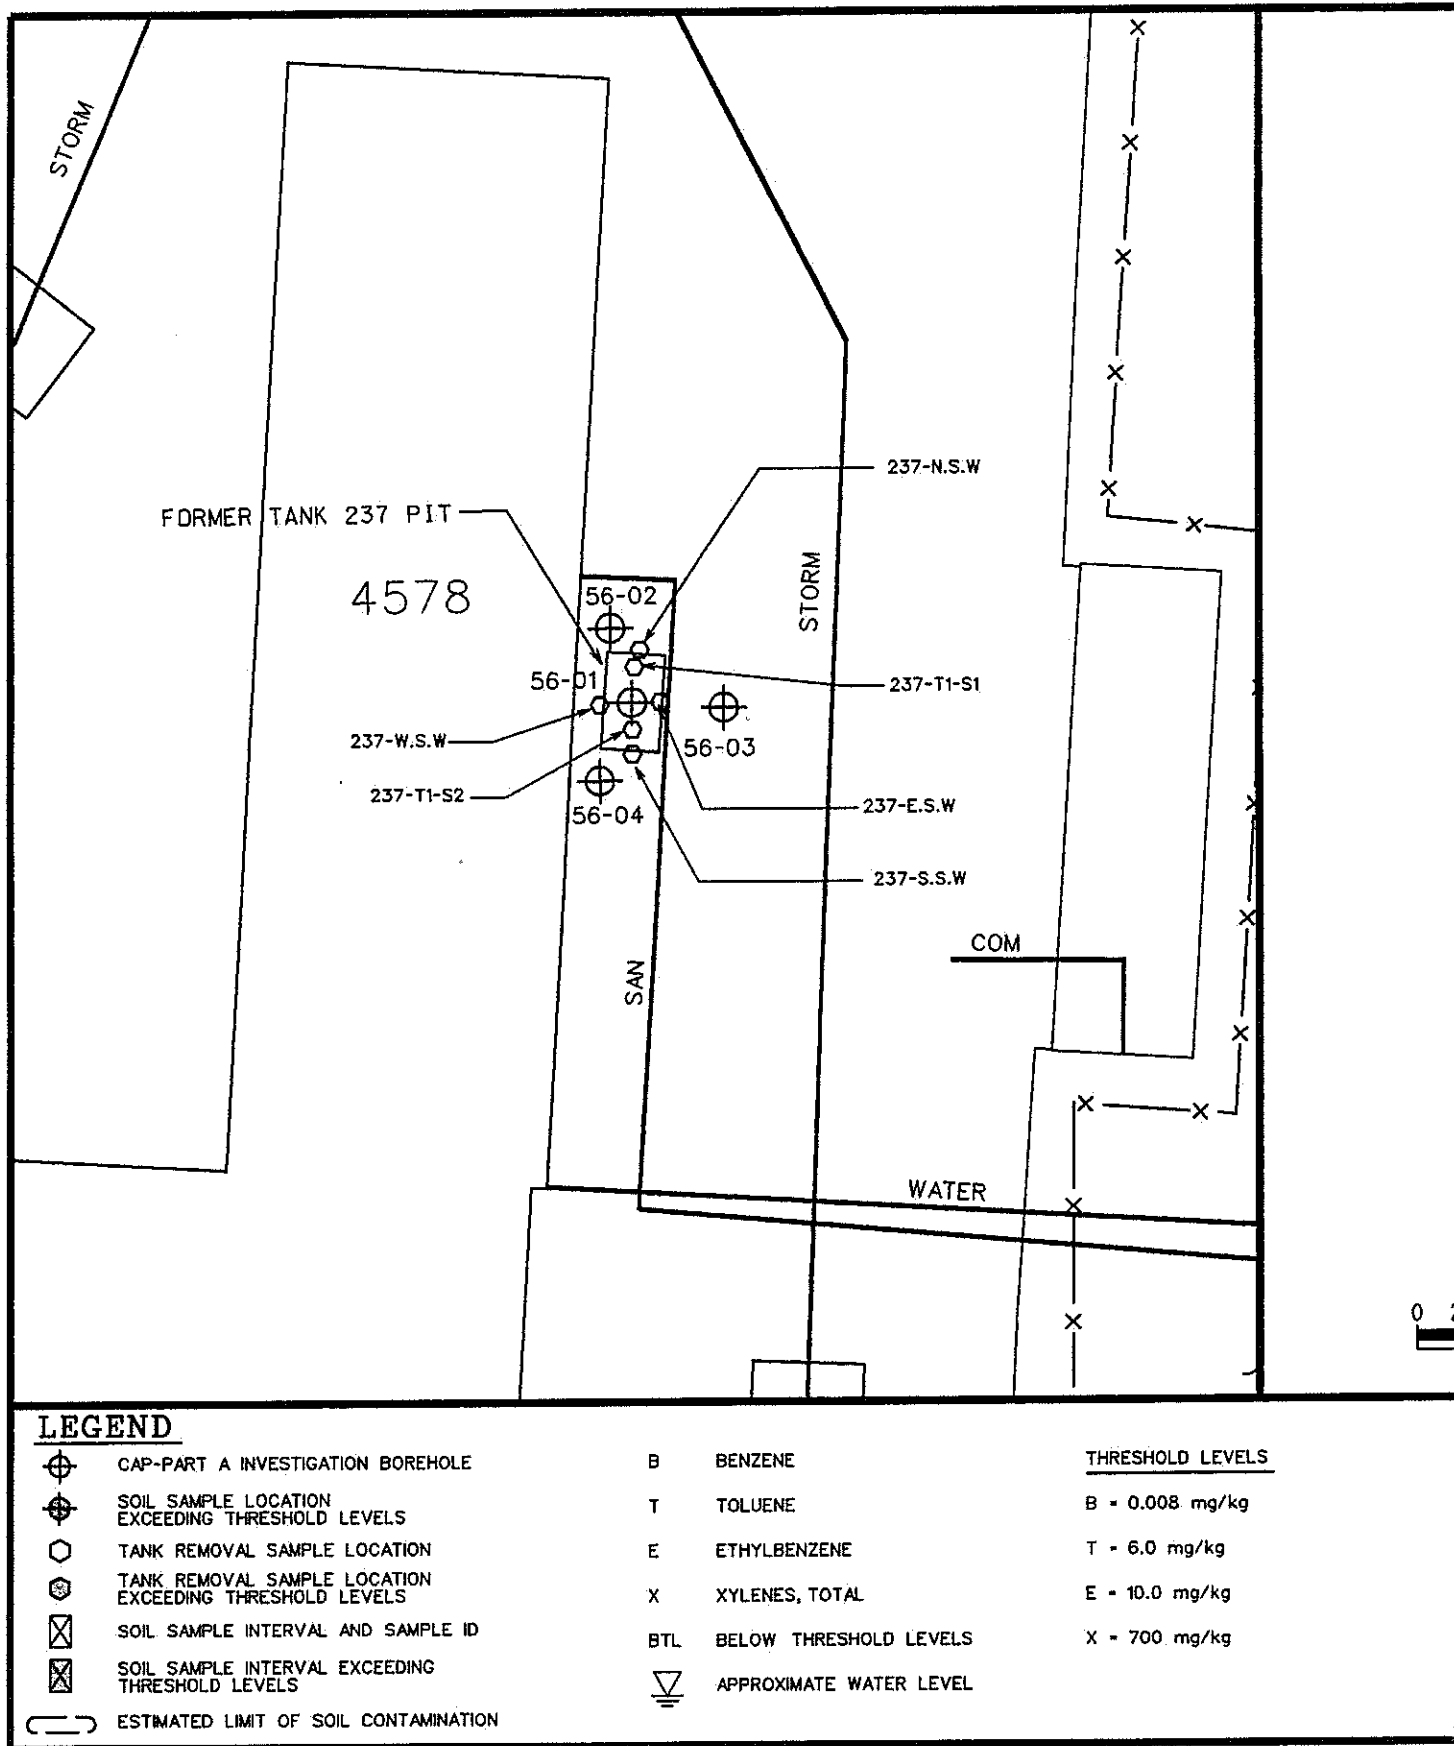 STORM
237-N.S.W
FORMER TANK 237 PIT
4578
STORM
56-02
56-01
237-T1-S1
237-W.S.W
56-03
237-T1-S2
56-04
237-E.S.W
237-S.S.W
COM
SAN
WATER
0
LEGEND
CAP-PART A INVESTIGATION BOREHOLE
SOIL SAMPLE LOCATION
EXCEEDING THRESHOLD LEVELS
TANK REMOVAL SAMPLE LOCATION
TANK REMOVAL SAMPLE LOCATION
EXCEEDING THRESHOLD LEVELS
SOIL SAMPLE INTERVAL AND SAMPLE ID
SOIL SAMPLE INTERVAL EXCEEDING
THRESHOLD LEVELS
ESTIMATED LIMIT OF SOIL CONTAMINATION
B BENZENE
T TOLUENE
E ETHYLBENZENE
X XYLENES, TOTAL
BTL BELOW THRESHOLD LEVELS
APPROXIMATE WATER LEVEL
THRESHOLD LEVELS
B = 0.008 mg/kg
T = 6.0 mg/kg
E = 10.0 mg/kg
X = 700 mg/kg